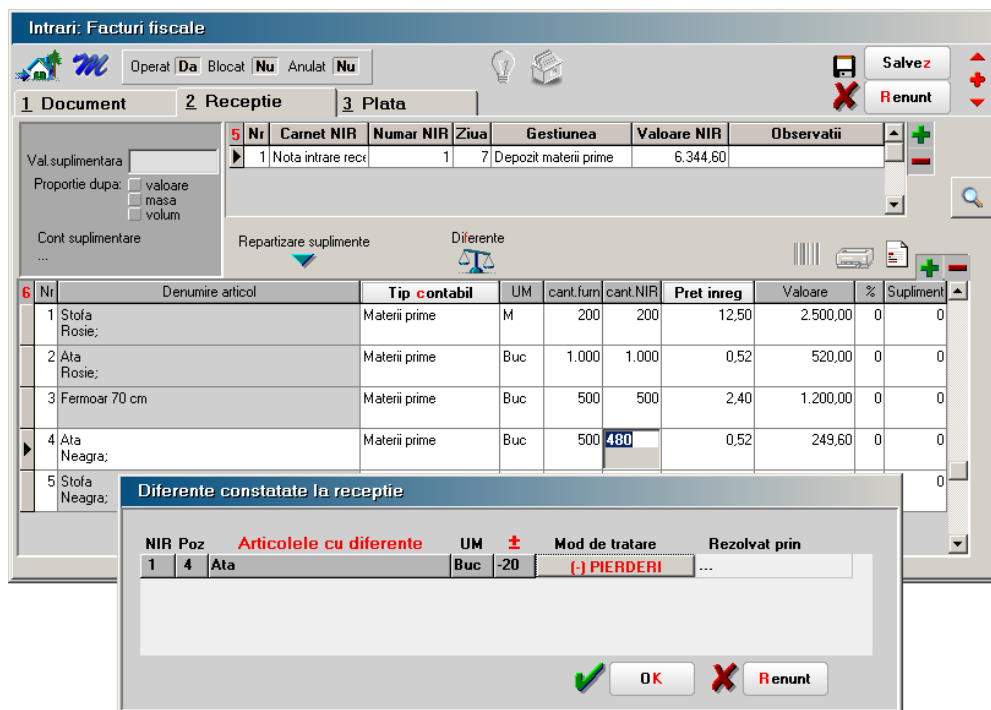 Intrari: Facturi fiscale
Operat Da Blocat Nu Anulat Nu
Salvez
Renunt
1 Document 2 Receptie 3 Plata
Val.suplimentara
Proportie dupa: valoare
masa
volum
Cont suplimentare
...
5 Nr Carnet NIR Numar NIR Ziua Gestiunea Valoare NIR Observatii
1 Nota intrare rece 1 7 Depozit materii prime 6.344,60
Repartizare suplimente Diferente
6 Nr Denumire articol Tip contabil UM cant.furn cant.NIR Pret inreg Valoare % Supliment
1 Stofa Materii prime M 200 200 12,50 2.500,00 0 0
Rosie;
2 Ata Materii prime Buc 1.000 1.000 0,52 520,00 0 0
Rosie;
3 Fermoar 70 cm Materii prime Buc 500 500 2,40 1.200,00 0 0
4 Ata Materii prime Buc 500 480 0,52 249,60 0 0
Neagra;
5 Stofa 0
Neagra;
Diferente constatate la receptie
NIR Poz Articolele cu diferente UM ± Mod de tratare Rezolvat prin
1 4 Ata Buc -20 (-) PIERDERI ...
OK Renunt